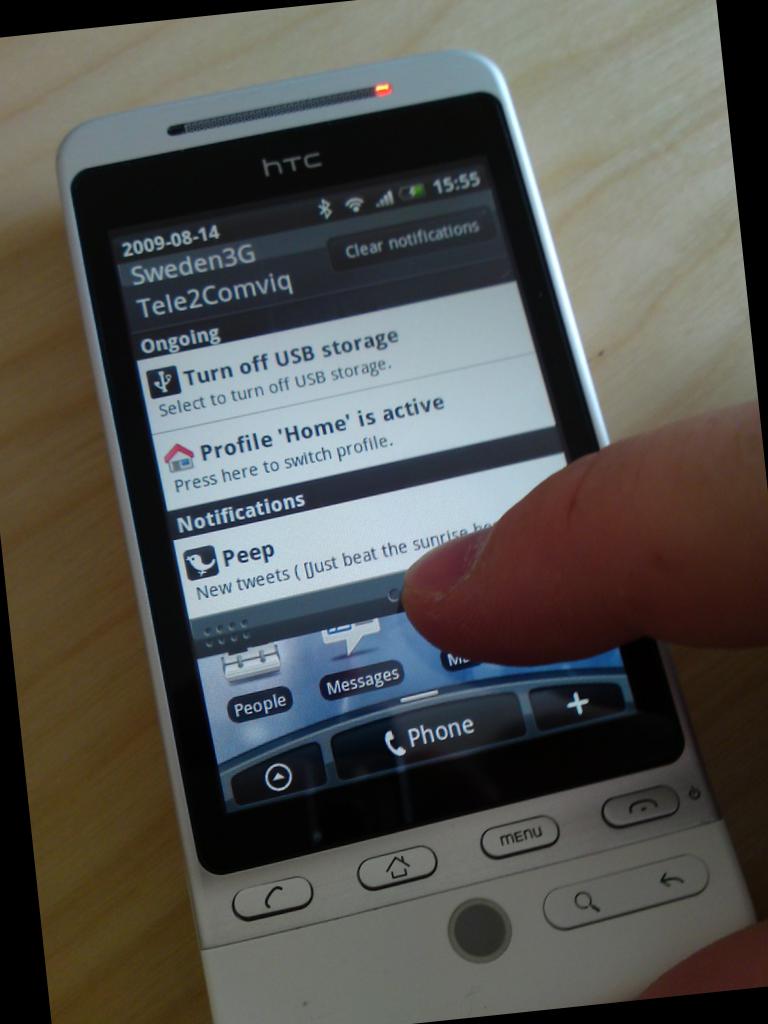 hTC
15:55
2009-08-14
Sweden3G
Clear notifications
Tele2Comviq
Ongoing
Turn off USB storage
Select to turn off USB storage.
Profile 'Home' is active
Press here to switch profile.
Notifications
Peep
New tweets ( [Just beat the sunrise
People
Messages
Phone
+
MENU